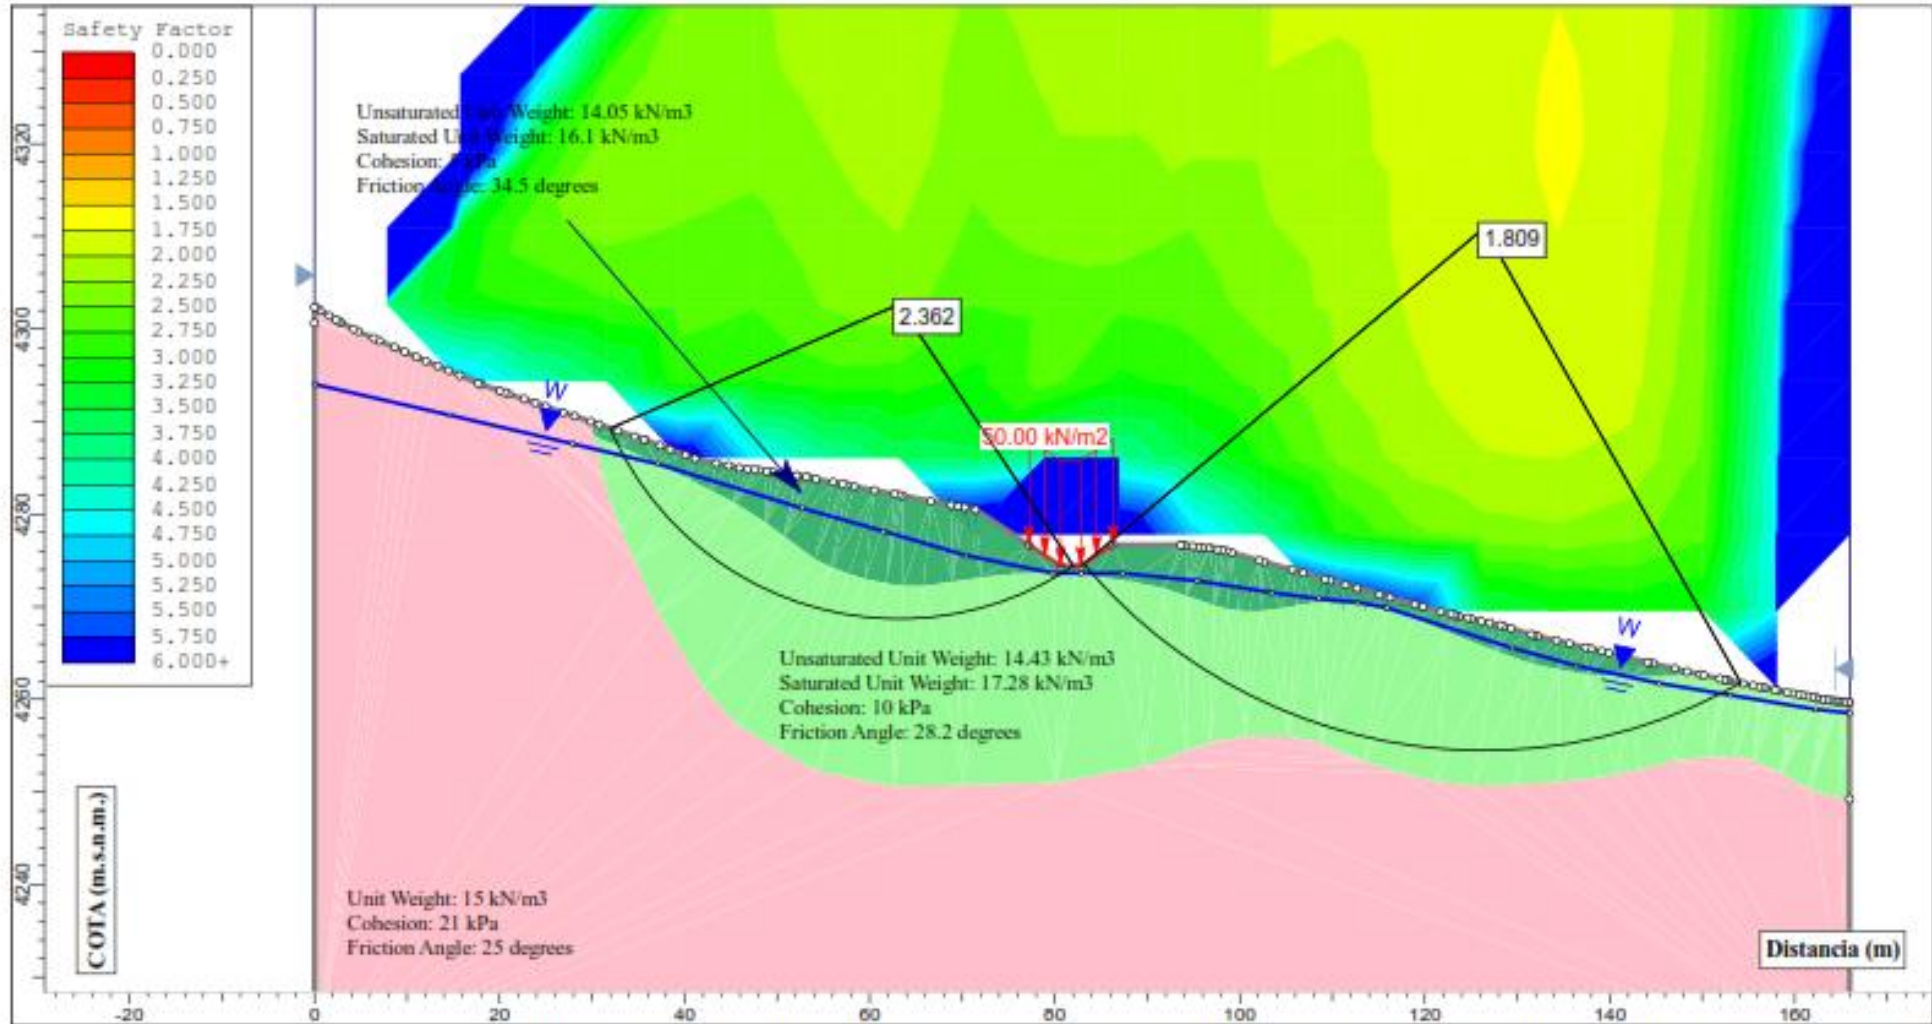 Safety Factor
0.000
0.250
0.500
0.750
1.000
1.250
1.500
1.750
2.000
2.250
2.500
2.750
3.000
3.250
3.500
3.750
4.000
4.250
4.500
4.750
5.000
5.250
5.500
5.750
6.000+
Unsaturated Unit Weight: 14.05 kN/m3
Saturated Unit Weight: 16.1 kN/m3
Cohesion: kPa
Friction Angle: 34.5 degrees
1.809
2.362
W
50.00 kN/m2
W
Unsaturated Unit Weight: 14.43 kN/m3
Saturated Unit Weight: 17.28 kN/m3
Cohesion: 10 kPa
Friction Angle: 28.2 degrees
Unit Weight: 15 kN/m3
Cohesion: 21 kPa
Friction Angle: 25 degrees
COTA (m.s.n.m.)
Distancia (m)
4320
4300
4280
4260
4240
-20 0 20 40 60 80 100 120 140 160